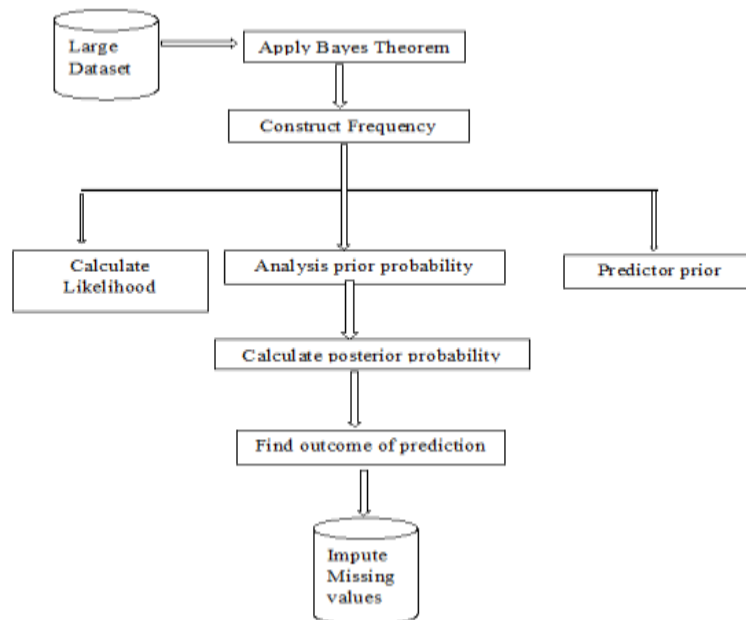 Large
Dataset
Apply Bayes Theorem
Construct Frequency
Calculate
Likelihood
Analysis prior probability
Predictor prior
Calculate posterior probability
Find outcome of prediction
Impute
Missing
values